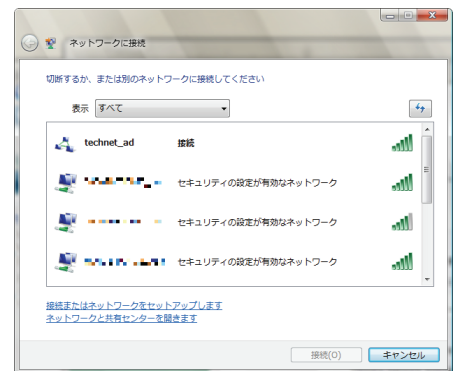 ネットワークに接続
切断するか、または別のネットワークに接続してください
表示 すべて
technet_ad 接続
セキュリティの設定が有効なネットワーク
セキュリティの設定が有効なネットワーク
セキュリティの設定が有効なネットワーク
接続またはネットワークをセットアップします
ネットワークと共有センターを開きます
接続(O) キャンセル